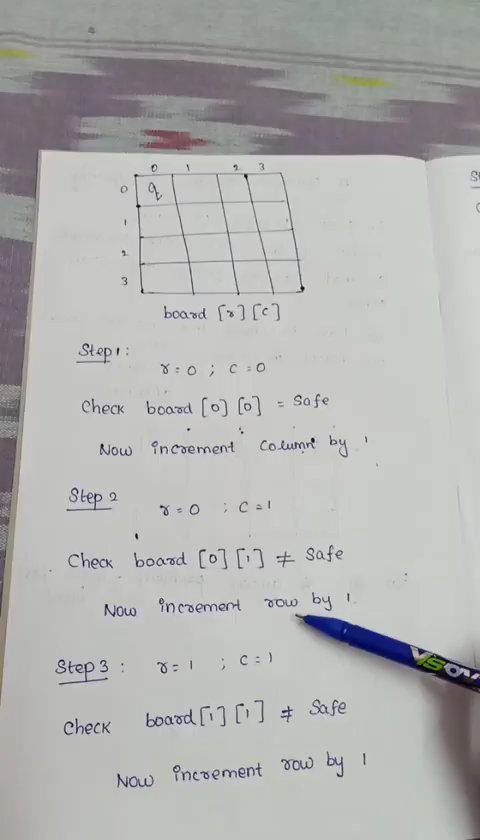 0 1 2 3
0 q
1
2
3
board [r][c]
Step 1:
r=0 ; c=0
Check board [0][0] = Safe
Now increment column by 1
Step 2
r=0 ; c=1
Check board [0][1] ≠ Safe
Now increment row by 1.
Step 3 : r=1 ; c=1
Check board[1][1] ≠ Safe
Now increment row by 1